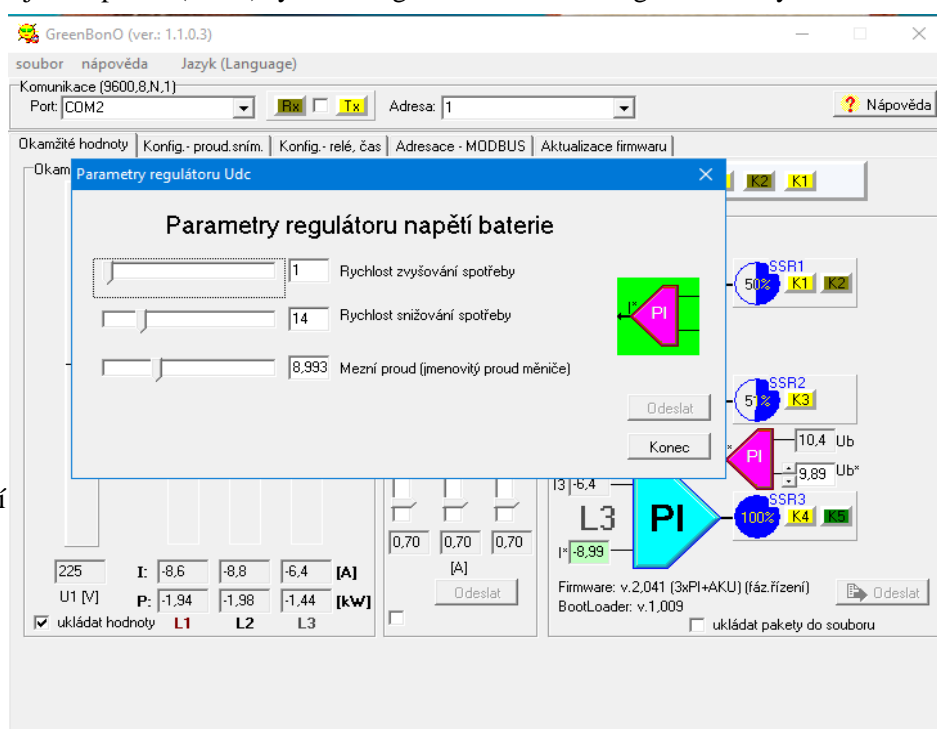 GreenBonO (ver.: 1.1.0.3)
soubor nápověda Jazyk (Language)
Komunikace (9600,8,N,1)
Port: COM2 Rx Tx Adresa: 1 ? Nápověda
Okamžité hodnoty Konfig.- proud.sním. Konfig.- relé, čas Adresace - MODBUS Aktualizace firmwaru
Okam
Parametry regulátoru Udc
K2 K1
Parametry regulátoru napětí baterie
1 Rychlost zvyšování spotřeby
14 Rychlost snižování spotřeby
8,993 Mezní proud (jmenovitý proud měniče)
I* PI
Odeslat
Konec
SSR1
50% K1 K2
SSR2
51% K3
PI 10,4 Ub
9,89 Ub*
I3 -6,4
L3 PI
SSR3
100% K4 K5
I* -8,99
í
0,70 0,70 0,70
[A]
Odeslat
225 I: -8,6 -8,8 -6,4 [A]
U1 [V] P: -1,94 -1,98 -1,44 [kW]
ukládat hodnoty L1 L2 L3
Firmware: v.2,041 (3xPI+AKU) (fáz.řízení)
BootLoader: v.1,009
Odeslat
ukládat pakety do souboru